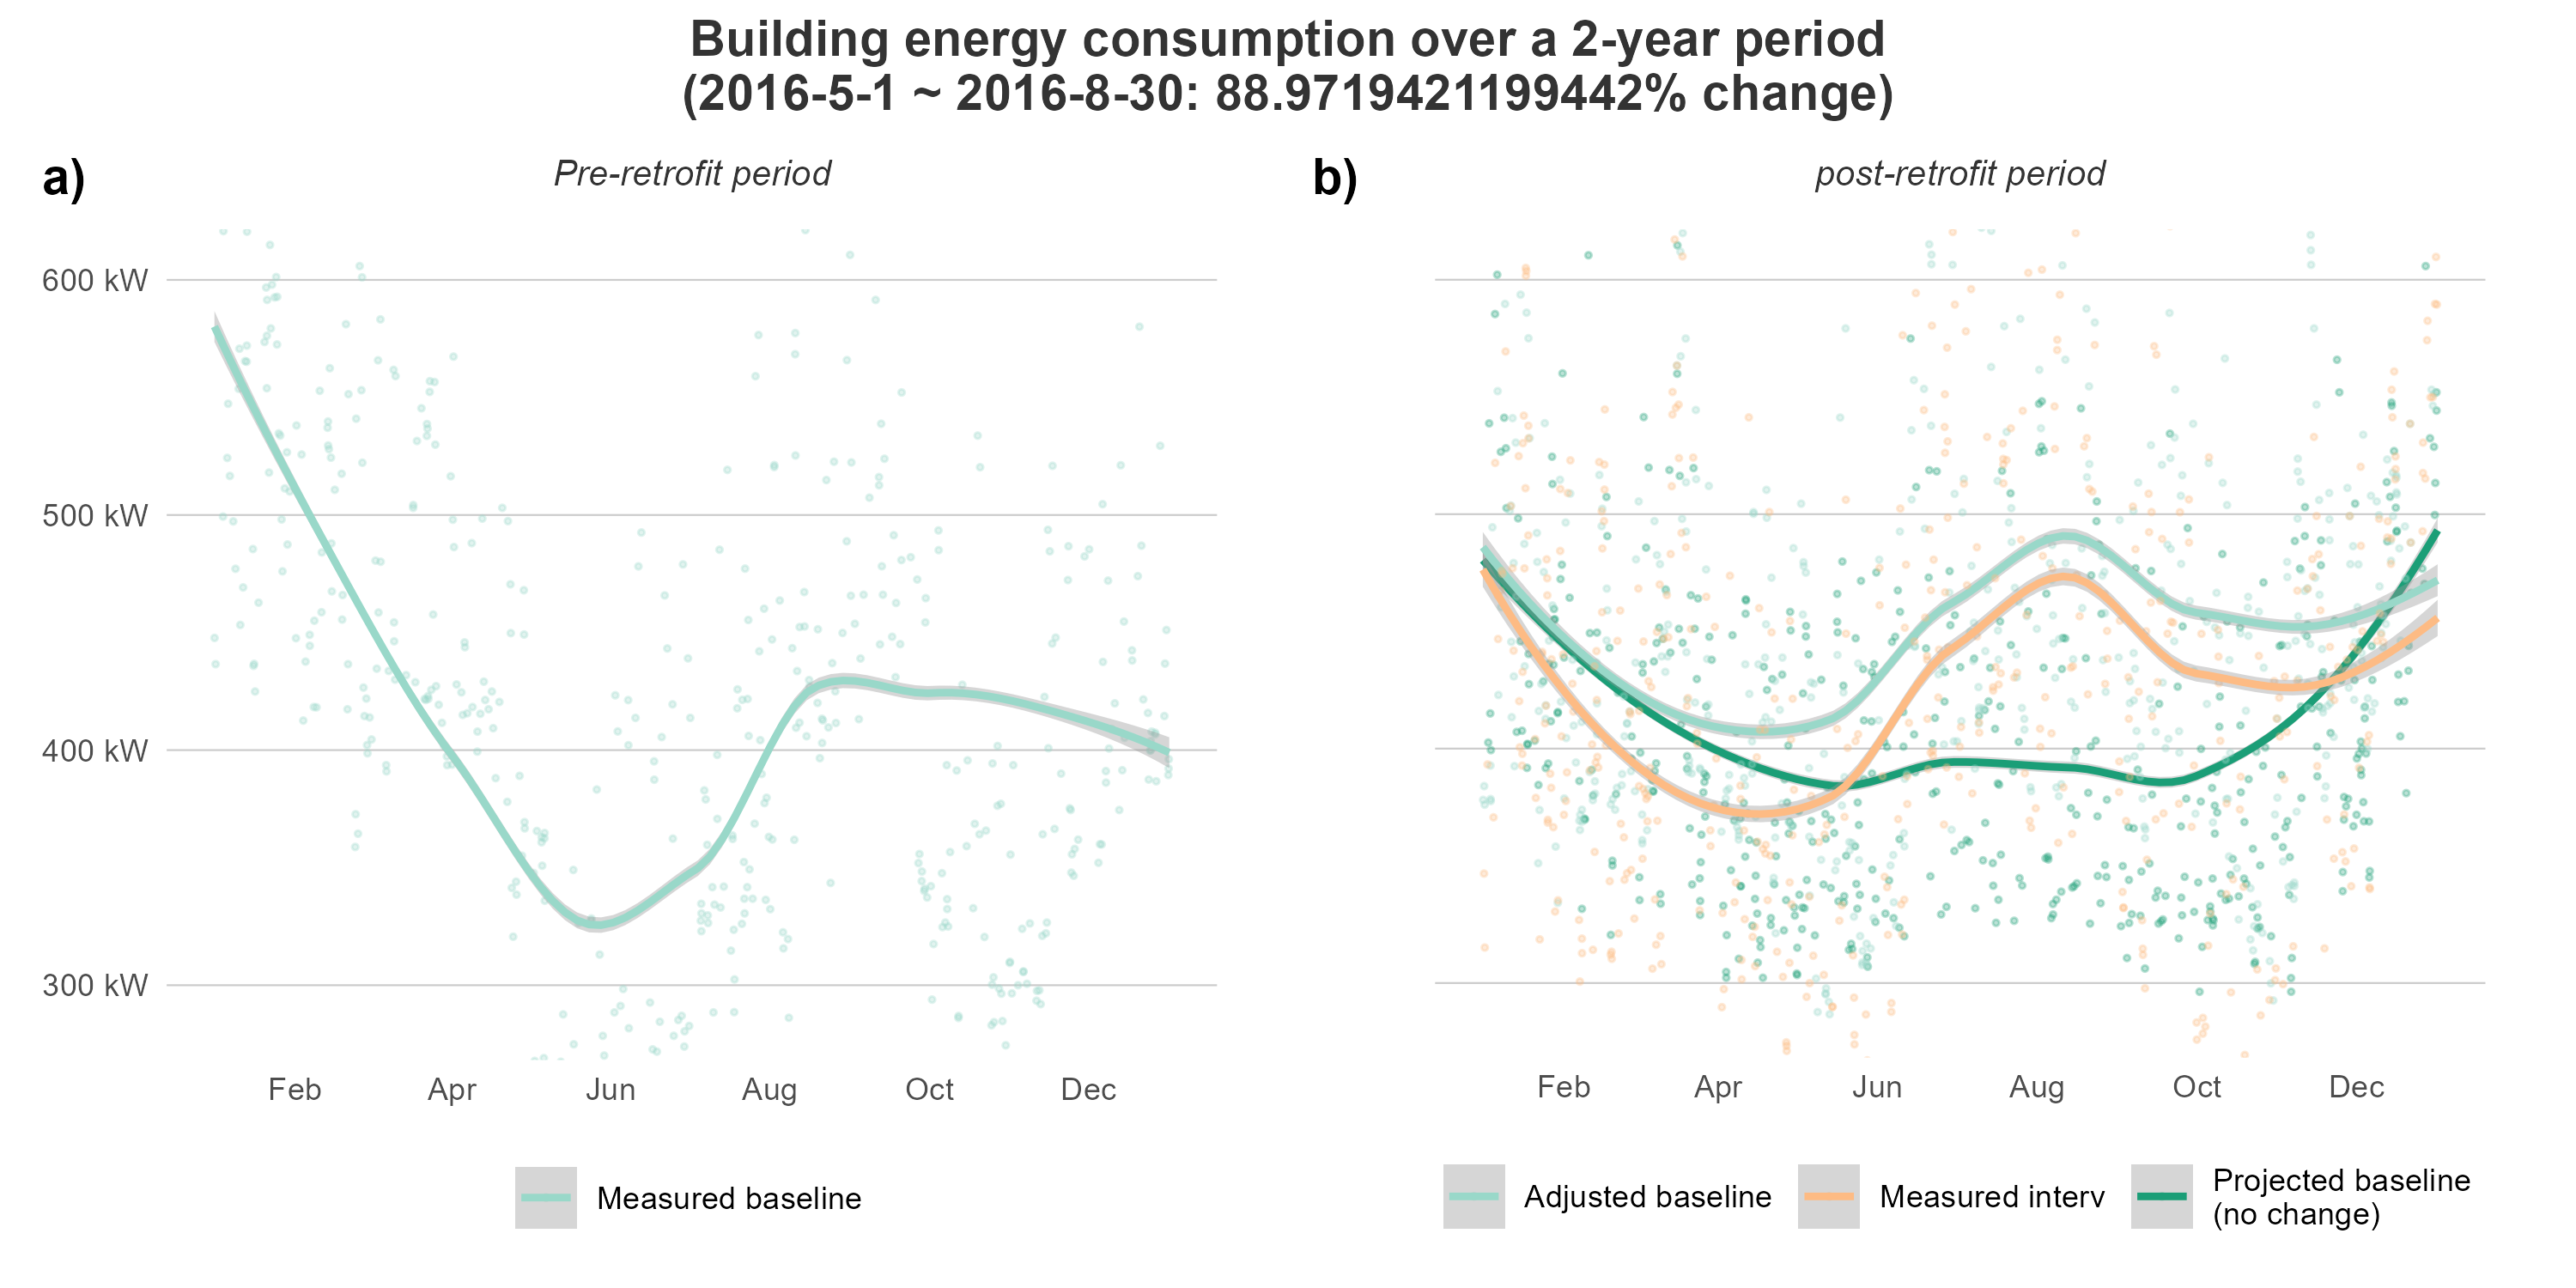 Building energy consumption over a 2-year period
(2016-5-1 ~ 2016-8-30: 88.9719421199442% change)
a)
Pre-retrofit period
600 kW
500 kW
400 kW
300 kW
Feb Apr Jun Aug Oct Dec
Measured baseline
b)
post-retrofit period
Feb Apr Jun Aug Oct Dec
Adjusted baseline
Measured interv
Projected baseline
(no change)